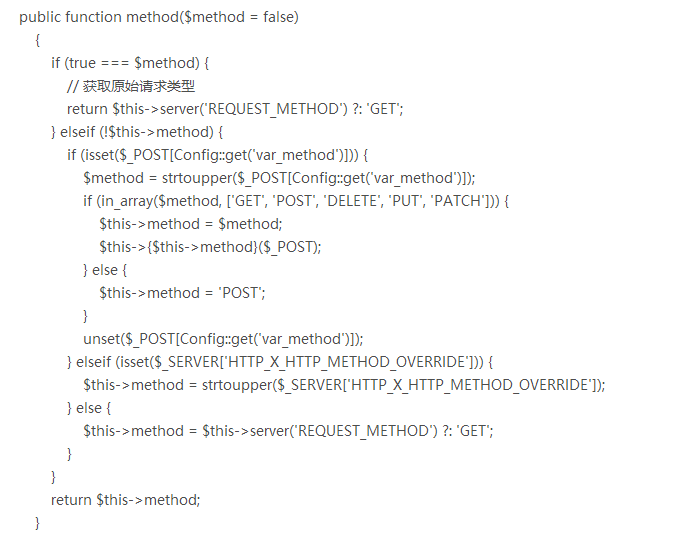 public function method($method = false)
{
if (true === $method) {
// 获取原始请求类型
return $this->server('REQUEST_METHOD') ?: 'GET';
} elseif (!$this->method) {
if (isset($_POST[Config::get('var_method')])) {
$method = strtoupper($_POST[Config::get('var_method')]);
if (in_array($method, ['GET', 'POST', 'DELETE', 'PUT', 'PATCH'])) {
$this->method = $method;
$this->{$this->method}($_POST);
} else {
$this->method = 'POST';
}
unset($_POST[Config::get('var_method')]);
} elseif (isset($_SERVER['HTTP_X_HTTP_METHOD_OVERRIDE'])) {
$this->method = strtoupper($_SERVER['HTTP_X_HTTP_METHOD_OVERRIDE']);
} else {
$this->method = $this->server('REQUEST_METHOD') ?: 'GET';
}
}
return $this->method;
}